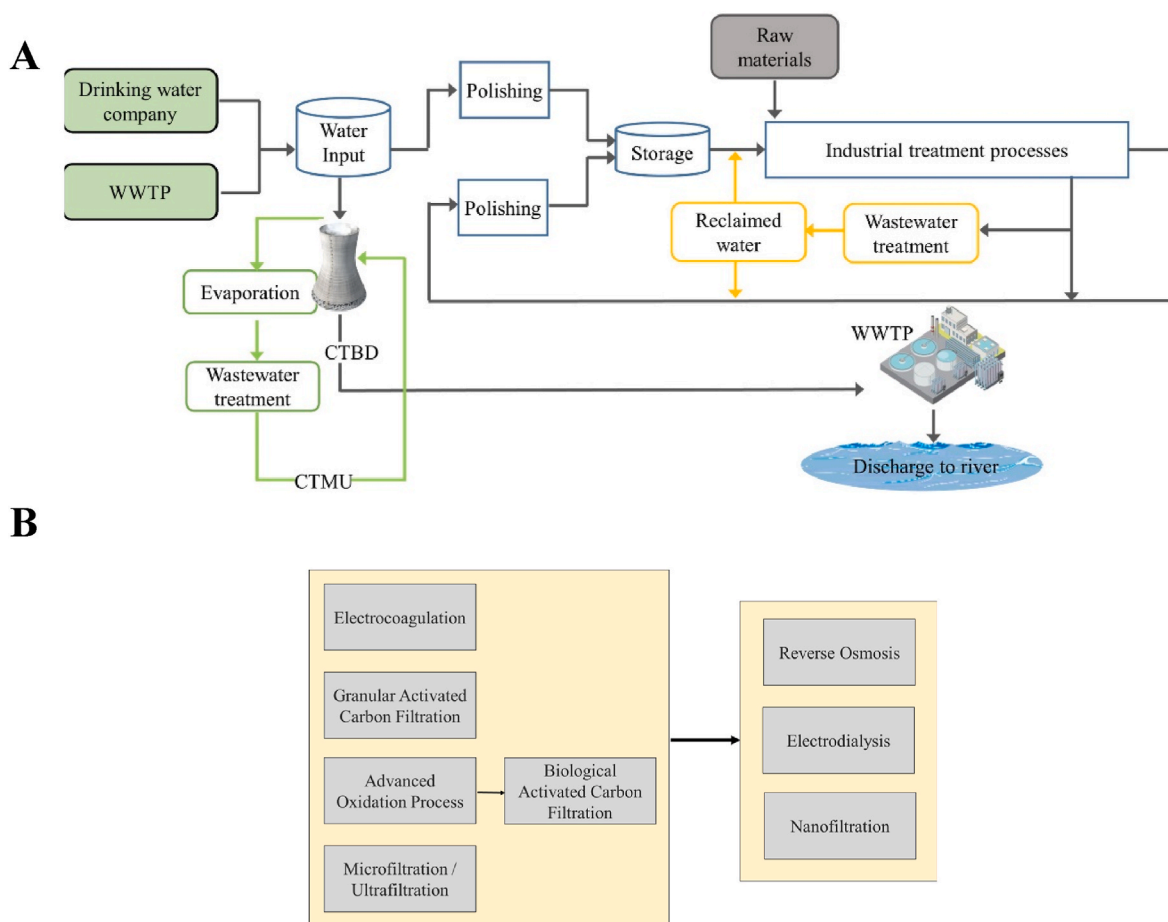 A
Drinking water
company
WWTP
Water
Input
Polishing
Polishing
Storage
Raw
materials
Industrial treatment processes
Reclaimed
water
Wastewater
treatment
Evaporation
Wastewater
treatment
CTBD
CTMU
WWTP
Discharge to river
B
Electrocoagulation
Granular Activated
Carbon Filtration
Advanced
Oxidation Process
Biological
Activated Carbon
Filtration
Microfiltration /
Ultrafiltration
Reverse Osmosis
Electrodialysis
Nanofiltration